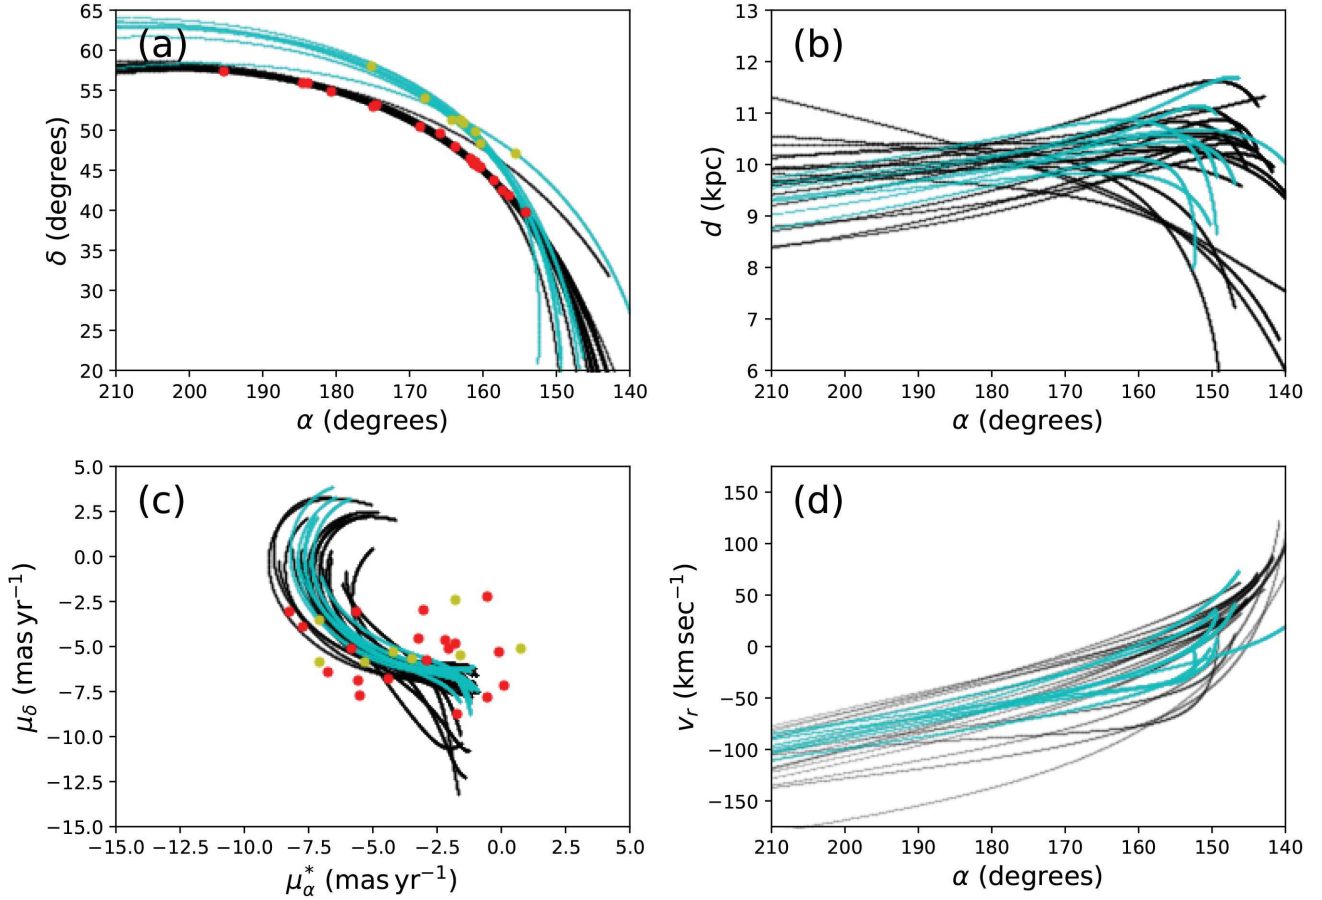 65
60
55
50
45
40
35
30
25
20
δ (degrees)
(a)
210 200 190 180 170 160 150 140
α (degrees)
13
12
11
10
9
8
7
6
d (kpc)
(b)
210 200 190 180 170 160 150 140
α (degrees)
5.0
2.5
0.0
−2.5
−5.0
−7.5
−10.0
−12.5
−15.0
μδ (mas yr⁻¹)
(c)
−15.0 −12.5 −10.0 −7.5 −5.0 −2.5 0.0 2.5 5.0
μ*α (mas yr⁻¹)
150
100
50
0
−50
−100
−150
vr (km sec⁻¹)
(d)
210 200 190 180 170 160 150 140
α (degrees)